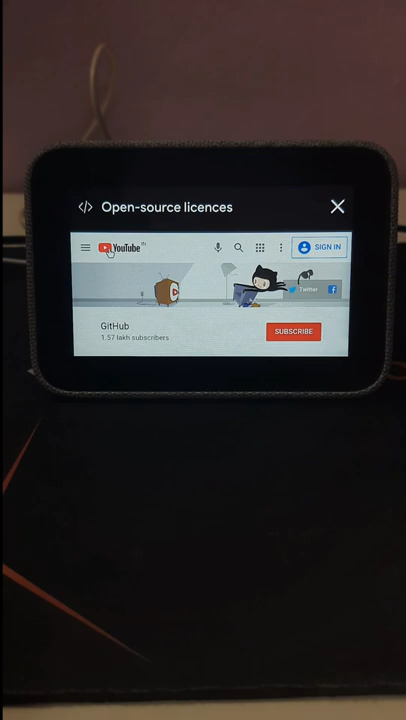 </> Open-source licences
YouTube IN
SIGN IN
Twitter
GitHub
1.57 lakh subscribers
SUBSCRIBE